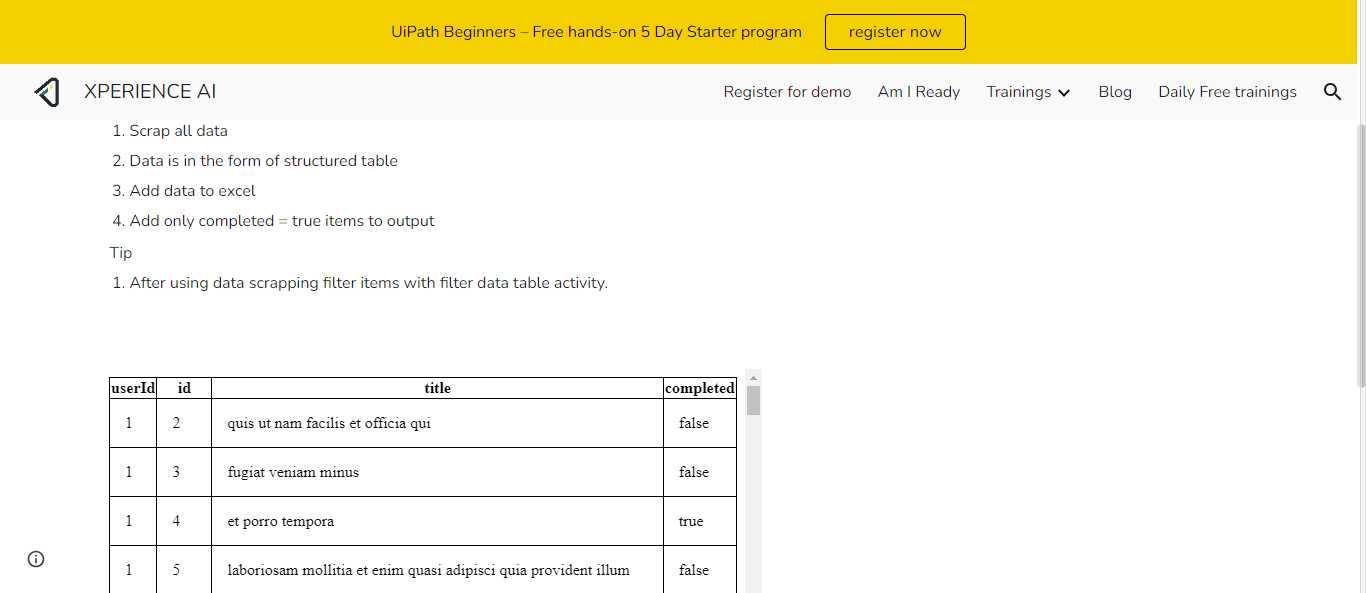 UiPath Beginners – Free hands-on 5 Day Starter program register now
XPERIENCE AI Register for demo Am I Ready Trainings Blog Daily Free trainings
1. Scrap all data
2. Data is in the form of structured table
3. Add data to excel
4. Add only completed = true items to output
Tip
1. After using data scrapping filter items with filter data table activity.
userId id title completed
1 2 quis ut nam facilis et officia qui false
1 3 fugiat veniam minus false
1 4 et porro tempora true
1 5 laboriosam mollitia et enim quasi adipisci quia provident illum false